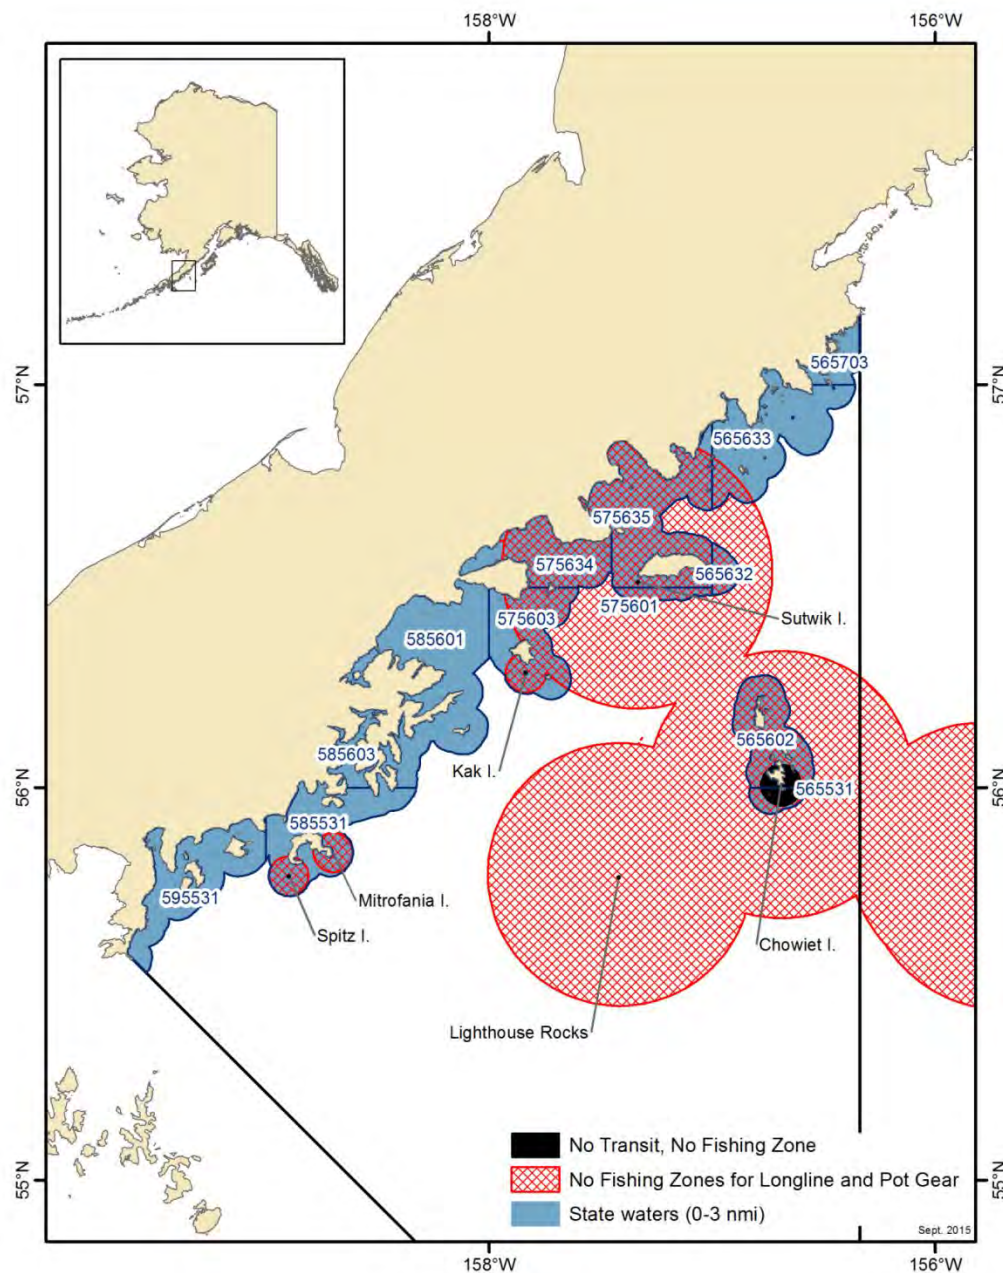 158°W
156°W
57°N
57°N
565703
565633
575635
575634
565632
575601
575603
Sutwik I.
585601
565602
585603
Kak I.
56°N
56°N
565531
585531
595531
Mitrofania I.
Spitz I.
Chowiet I.
Lighthouse Rocks
No Transit, No Fishing Zone
No Fishing Zones for Longline and Pot Gear
State waters (0-3 nmi)
55°N
55°N
Sept. 2015
158°W
156°W